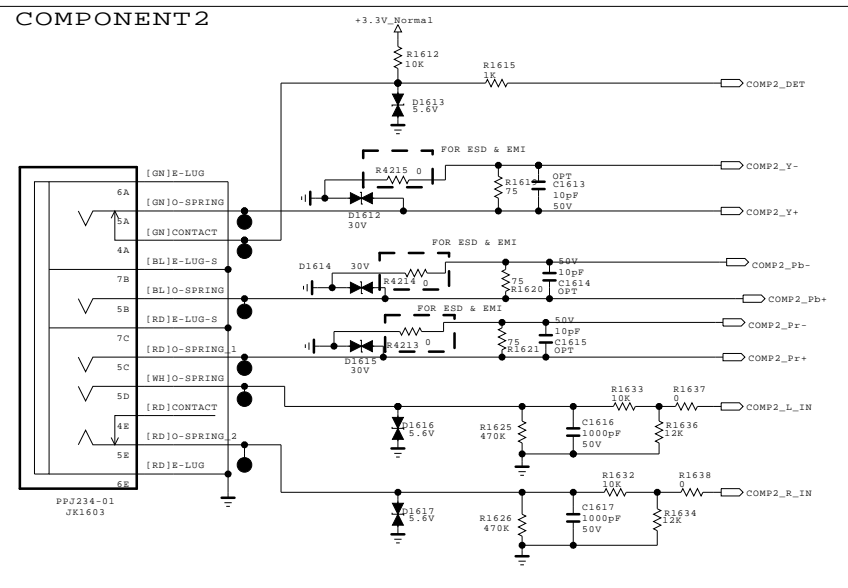 COMPONENT2
+3.3V_Normal
R1612
10K
R1615
1K
COMP2_DET
D1613
5.6V
FOR ESD & EMI
R4215 0
COMP2_Y-
OPT
R1619
75
C1613
10pF
50V
D1612
30V
COMP2_Y+
[GN]E-LUG
6A
[GN]O-SPRING
5A
[GN]CONTACT
4A
[BL]E-LUG-S
7B
[BL]O-SPRING
5B
[RD]E-LUG-S
7C
[RD]O-SPRING_1
5C
[WH]O-SPRING
5D
[RD]CONTACT
4E
[RD]O-SPRING_2
5E
[RD]E-LUG
6E
PPJ234-01
JK1603
FOR ESD & EMI
D1614 30V
R4214 0
50V
10pF
C1614
OPT
75
R1620
COMP2_Pb-
COMP2_Pb+
FOR ESD & EMI
R4213 0
D1615
30V
50V
10pF
C1615
OPT
75
R1621
COMP2_Pr-
COMP2_Pr+
D1616
5.6V
R1625
470K
C1616
1000pF
50V
R1633
10K
R1637
0
R1636
12K
COMP2_L_IN
D1617
5.6V
R1626
470K
C1617
1000pF
50V
R1632
10K
R1638
0
R1634
12K
COMP2_R_IN